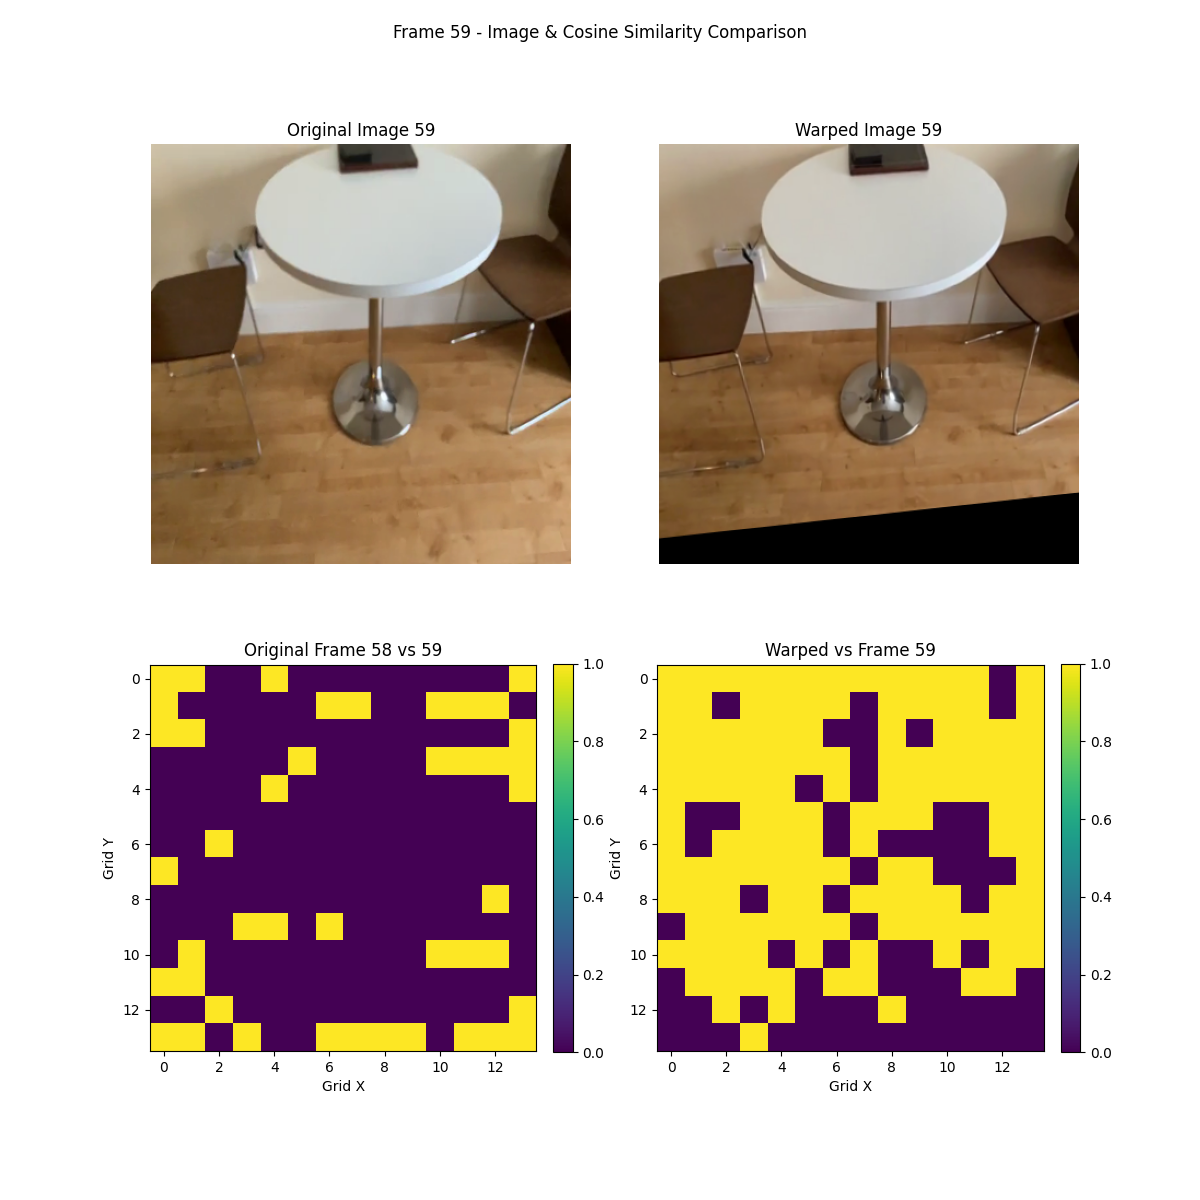 Frame 59 - Image & Cosine Similarity Comparison
Original Image 59
Warped Image 59
Original Frame 58 vs 59
0
2
4
6
8
10
12
Grid Y
0 2 4 6 8 10 12
Grid X
1.0
0.8
0.6
0.4
0.2
0.0
Warped vs Frame 59
0
2
4
6
8
10
12
Grid Y
0 2 4 6 8 10 12
Grid X
1.0
0.8
0.6
0.4
0.2
0.0